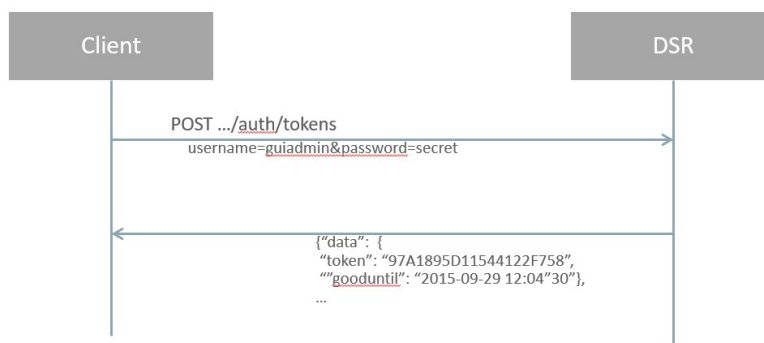 Client
DSR
POST .../auth/tokens
username=guiadmin&password=secret
{“data”: {
“token”: “97A1895D11544122F758”,
“”gooduntil”: “2015-09-29 12:04”30”},
...